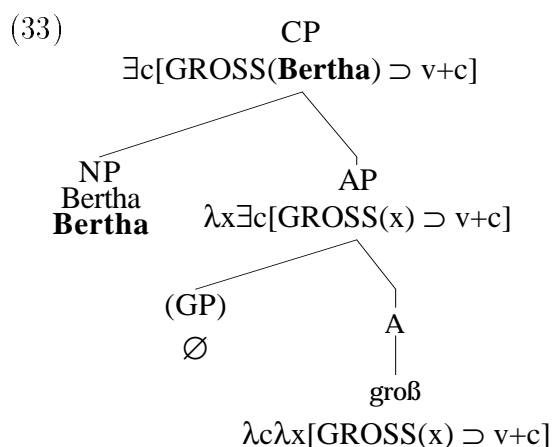 (33)
CP
∃c[GROSS(Bertha) ⊃ v+c]
NP
Bertha
Bertha
AP
λx∃c[GROSS(x) ⊃ v+c]
(GP)
∅
A
groß
λcλx[GROSS(x) ⊃ v+c]